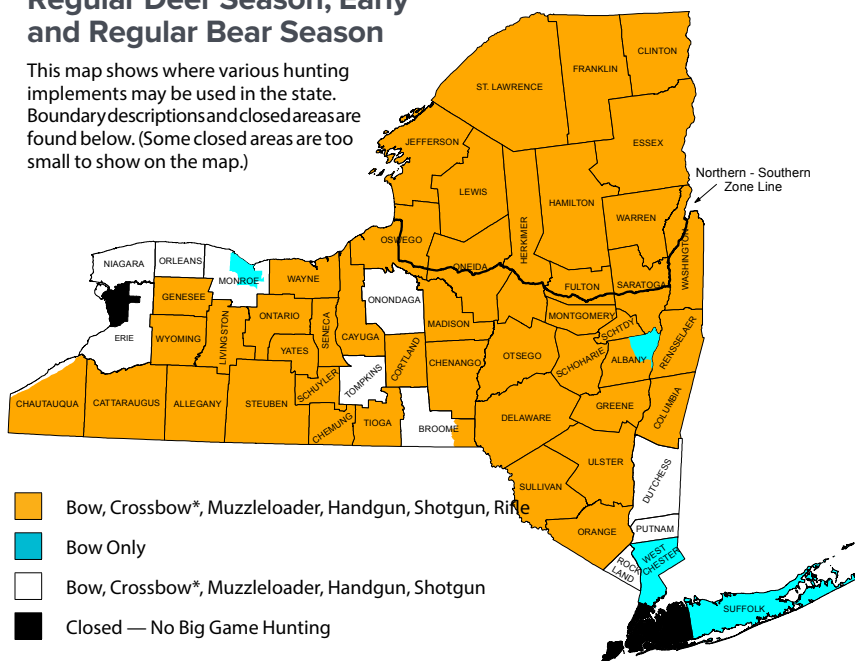 Regular Deer Season, Early
and Regular Bear Season
This map shows where various hunting
implements may be used in the state.
Boundary descriptions and closed areas are
found below. (Some closed areas are too
small to show on the map.)
CLINTON
FRANKLIN
ST. LAWRENCE
ESSEX
JEFFERSON
Northern - Southern
Zone Line
LEWIS
HAMILTON
WARREN
HERKIMER
WASHINGTON
OSWEGO
ONEIDA
FULTON
SARATOGA
NIAGARA
ORLEANS
MONROE
WAYNE
GENESEE
ONONDAGA
MONTGOMERY
ONTARIO
SENECA
MADISON
SCHTDY
ERIE
WYOMING
LIVINGSTON
YATES
CAYUGA
CORTLAND
CHENANGO
OTSEGO
SCHOHARIE
ALBANY
RENSSELAER
SCHUYLER
TOMPKINS
CHAUTAUQUA
CATTARAUGUS
ALLEGANY
STEUBEN
CHEMUNG
TIOGA
BROOME
DELAWARE
GREENE
COLUMBIA
ULSTER
DUTCHESS
SULLIVAN
ORANGE
PUTNAM
ROCK
LAND
WEST
CHESTER
SUFFOLK
Bow, Crossbow*, Muzzleloader, Handgun, Shotgun, Rifle
Bow Only
Bow, Crossbow*, Muzzleloader, Handgun, Shotgun
Closed — No Big Game Hunting